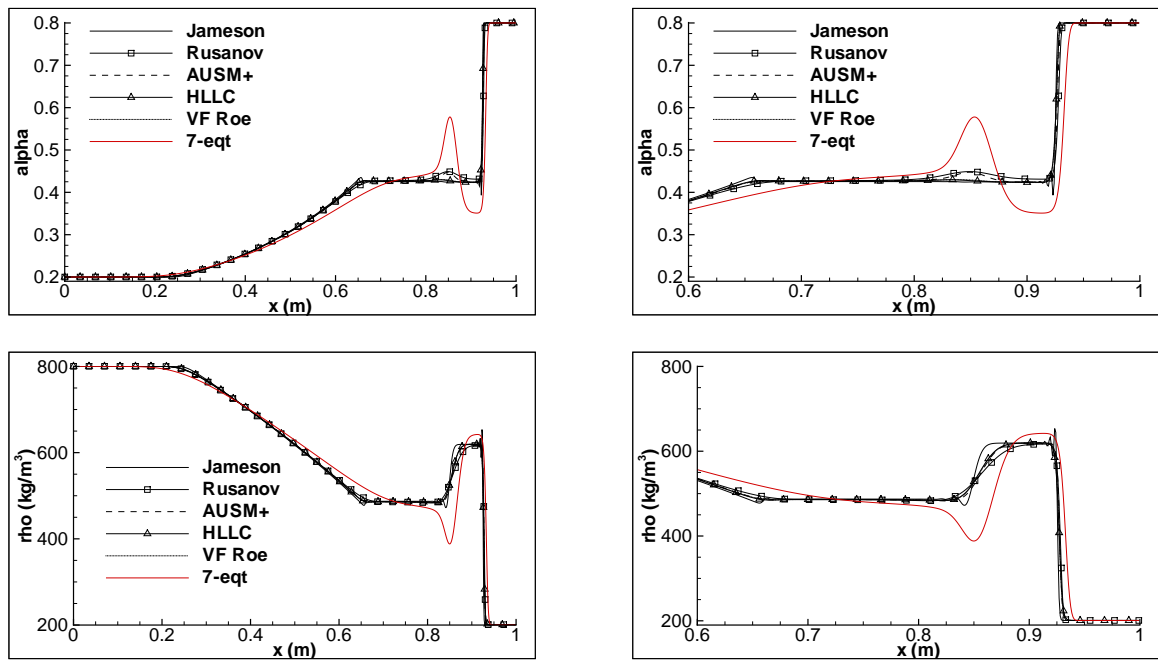 0.8
0.7
0.6
0.5
0.4
0.3
0.2
alpha
0 0.2 0.4 0.6 0.8 1
x (m)
Jameson
Rusanov
AUSM+
HLLC
VF Roe
7-eqt
0.8
0.7
0.6
0.5
0.4
0.3
0.2
alpha
0.6 0.7 0.8 0.9 1
x (m)
Jameson
Rusanov
AUSM+
HLLC
VF Roe
7-eqt
800
600
400
200
rho (kg/m³)
0 0.2 0.4 0.6 0.8 1
x (m)
Jameson
Rusanov
AUSM+
HLLC
VF Roe
7-eqt
800
600
400
200
rho (kg/m³)
0.6 0.7 0.8 0.9 1
x (m)